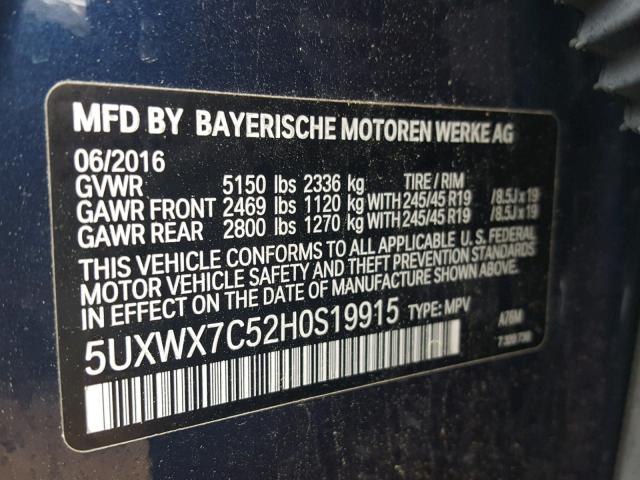 MFD BY BAYERISCHE MOTOREN WERKE AG
06/2016
GVWR 5150 lbs 2336 kg TIRE / RIM
GAWR FRONT 2469 lbs 1120 kg WITH 245/45 R19 /8.5J x 19
GAWR REAR 2800 lbs 1270 kg WITH 245/45 R19 /8.5J x 19
THIS VEHICLE CONFORMS TO ALL APPLICABLE U. S. FEDERAL
MOTOR VEHICLE SAFETY AND THEFT PREVENTION STANDARDS
IN EFFECT ON THE DATE OF MANUFACTURE SHOWN ABOVE.
5UXWX7C52H0S19915 TYPE: MPV